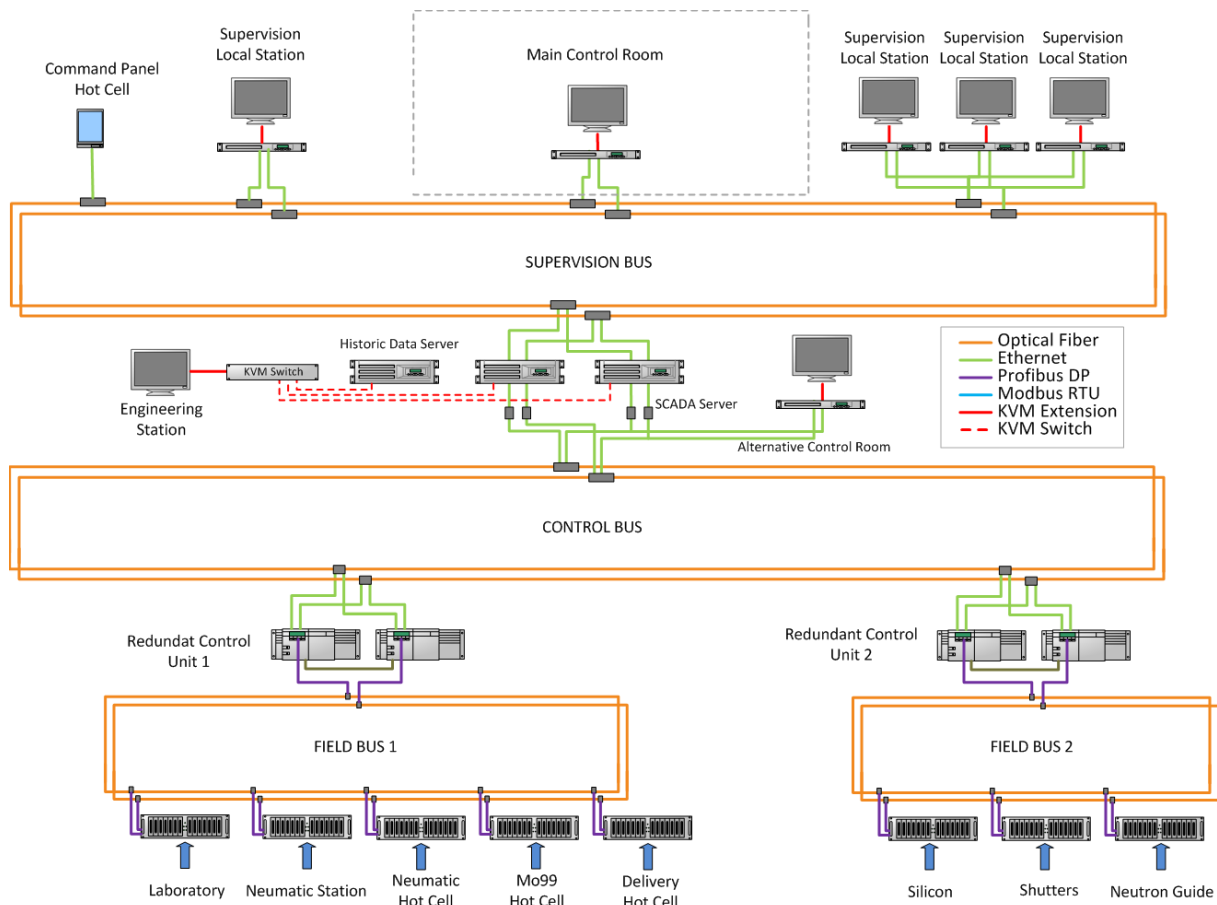 Supervision
Local Station
Command Panel
Hot Cell
Main Control Room
Supervision
Local Station
Supervision
Local Station
Supervision
Local Station
SUPERVISION BUS
Historic Data Server
KVM Switch
Engineering
Station
SCADA Server
Alternative Control Room
Optical Fiber
Ethernet
Profibus DP
Modbus RTU
KVM Extension
KVM Switch
CONTROL BUS
Redundat Control
Unit 1
Redundant Control
Unit 2
FIELD BUS 1
FIELD BUS 2
Laboratory
Neumatic Station
Neumatic
Hot Cell
Mo99
Hot Cell
Delivery
Hot Cell
Silicon
Shutters
Neutron Guide